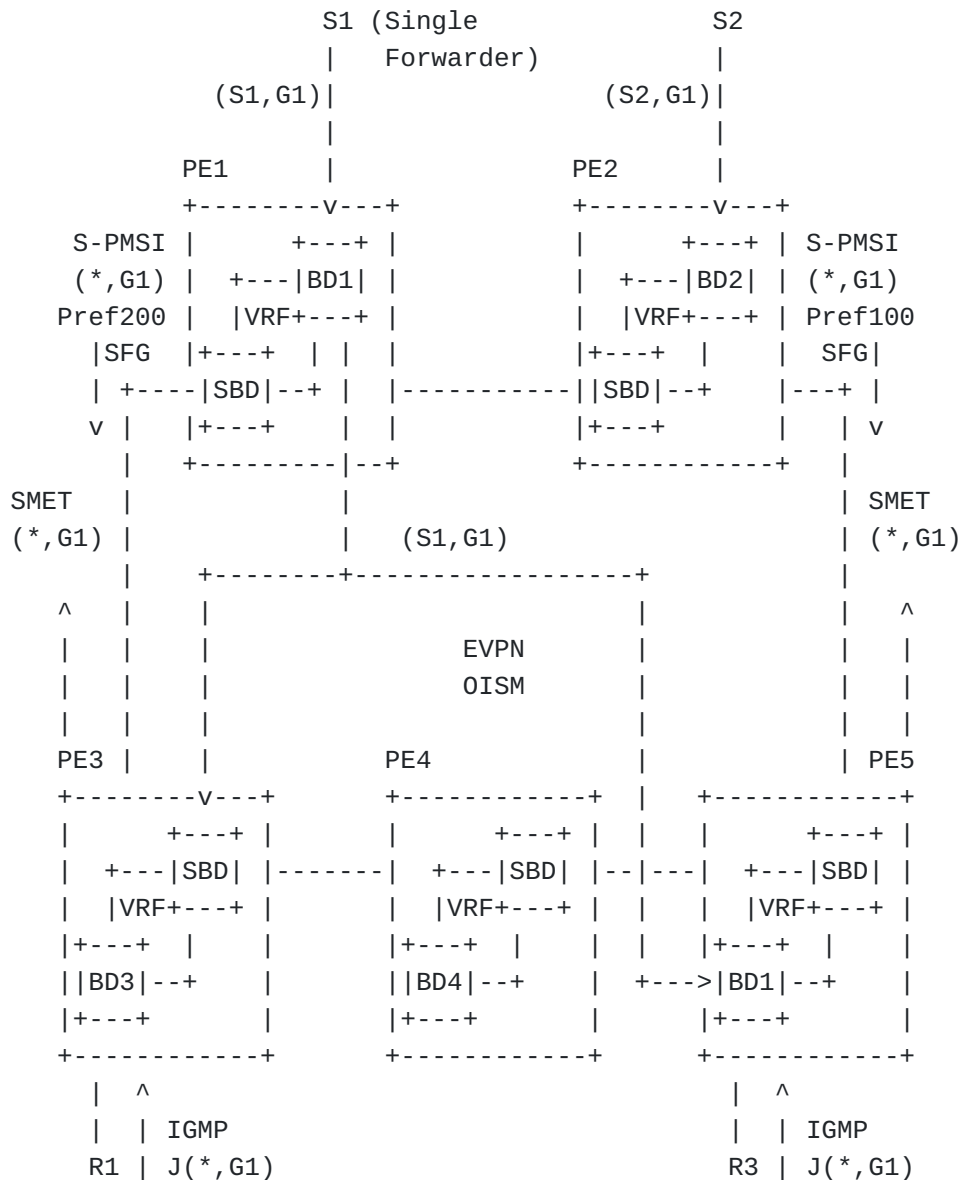 S1 (Single               S2
                     |   Forwarder)           |
              (S1,G1)|                 (S2,G1)|
                     |                        |
            PE1      |               PE2      |
            +--------v---+           +--------v---+
     S-PMSI |      +---+ |           |      +---+ | S-PMSI
     (*,G1) |  +---|BD1| |           |  +---|BD2| | (*,G1)
    Pref200 |  |VRF+---+ |           |  |VRF+---+ | Pref100
      |SFG  |+---+  | |  |           |+---+  |    |  SFG|
      | +----|SBD|--+ |  |-----------||SBD|--+    |---+ |
      v |   |+---+    |  |           |+---+       |   | v
        |   +---------|--+           +------------+   |
SMET    |             |                               | SMET
(*,G1)  |             |   (S1,G1)                     | (*,G1)
        |    +--------+------------------+            |
   ^    |    |                           |            |   ^
   |    |    |                EVPN       |            |   |
   |    |    |                OISM       |            |   |
   |    |    |                           |            |   |
   PE3  |    |           PE4             |            | PE5
   +--------v---+       +------------+  |   +------------+
   |      +---+ |       |      +---+ |  |   |      +---+ |
   |  +---|SBD| |-------|  +---|SBD| |--|---|  +---|SBD| |
   |  |VRF+---+ |       |  |VRF+---+ |  |   |  |VRF+---+ |
   |+---+  |    |       |+---+  |    |  |   |+---+  |    |
   ||BD3|--+    |       ||BD4|--+    |  +--->|BD1|--+    |
   |+---+       |       |+---+       |      |+---+       |
   +------------+       +------------+      +------------+
     |  ^                                     |  ^
     |  | IGMP                                |  | IGMP
     R1 | J(*,G1)                             R3 | J(*,G1)